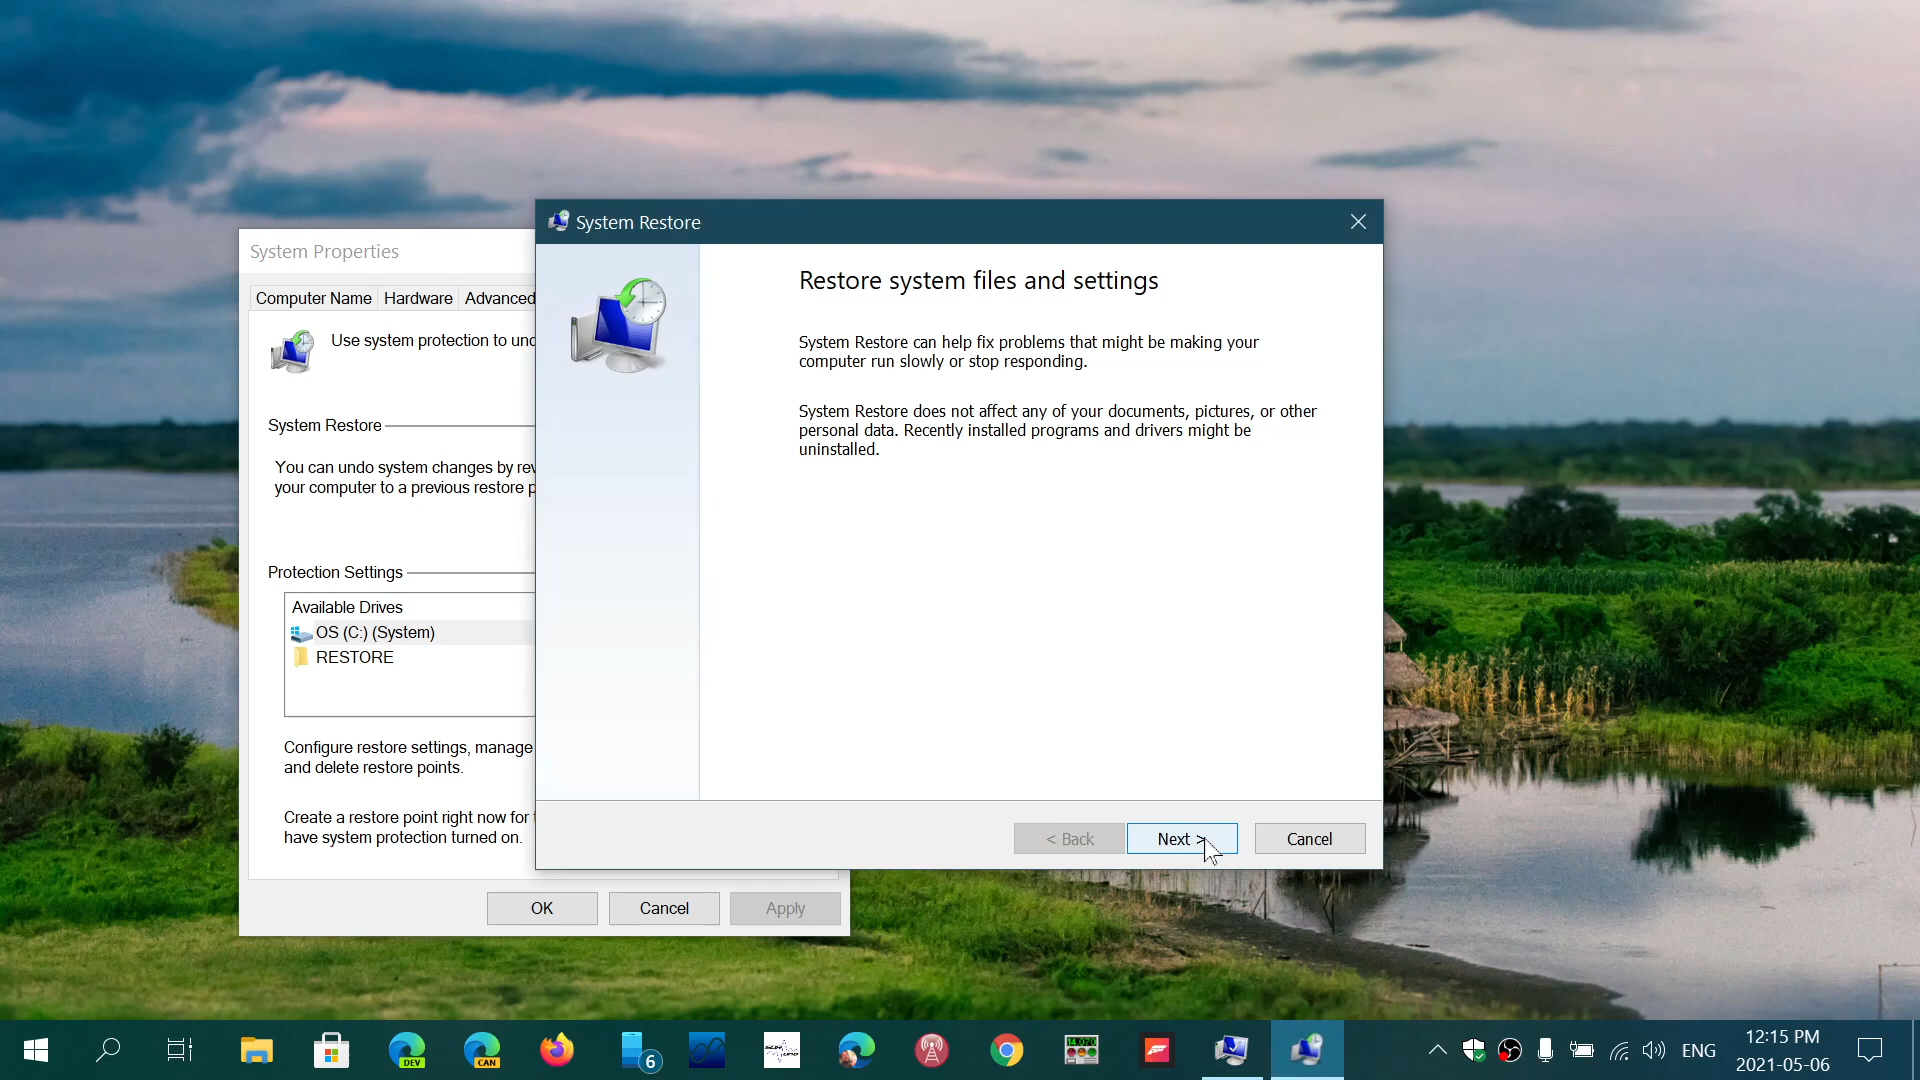 System Properties
Computer Name
Hardware
Advanced
Use system protection to
System Restore
You can undo system changes by
your computer to a previous restore
Protection Settings
Available Drives
OS (C:) (System)
RESTORE
Configure restore settings, manage
and delete restore points.
Create a restore point right now for
have system protection turned on.
OK
Cancel
Apply
System Restore
Restore system files and settings
System Restore can help fix problems that might be making your
computer run slowly or stop responding.
System Restore does not affect any of your documents, pictures, or other
personal data. Recently installed programs and drivers might be
uninstalled.
< Back
Next >
Cancel
DEV
CAN
6
ENG
12:15 PM
2021-05-06